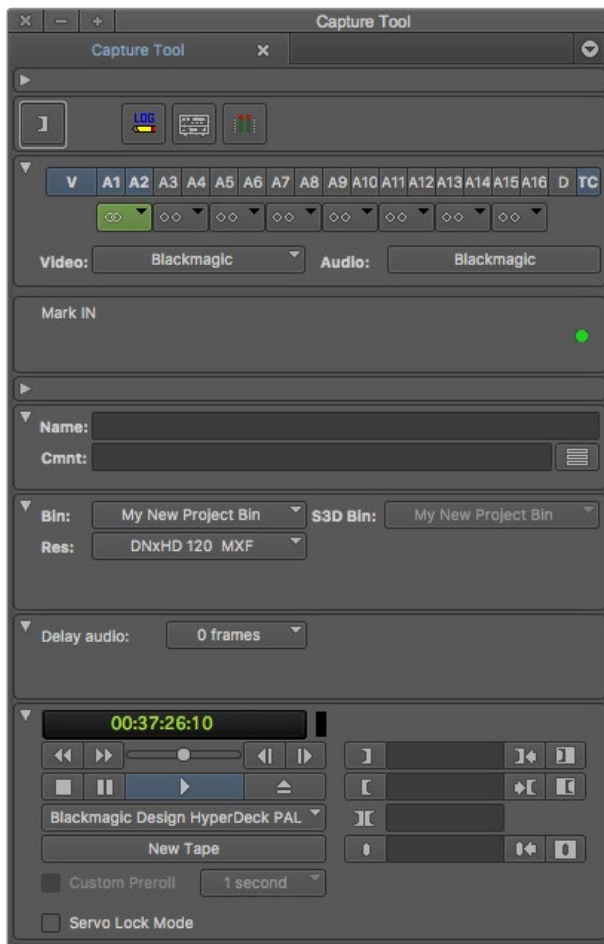 Capture Tool
Capture Tool
LOG
V A1 A2 A3 A4 A5 A6 A7 A8 A9 A10 A11 A12 A13 A14 A15 A16 D TC
Video: Blackmagic Audio: Blackmagic
Mark IN
Name:
Cmnt:
Bin: My New Project Bin S3D Bin: My New Project Bin
Res: DNxHD 120 MXF
Delay audio: 0 frames
00:37:26:10
Blackmagic Design HyperDeck PAL
New Tape
Custom Preroll 1 second
Servo Lock Mode